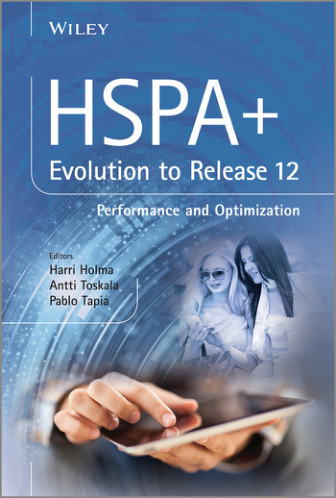 WILEY
HSPA+
Evolution to Release 12
Performance and Optimization
Editors
Harri Holma
Antti Toskala
Pablo Tapia